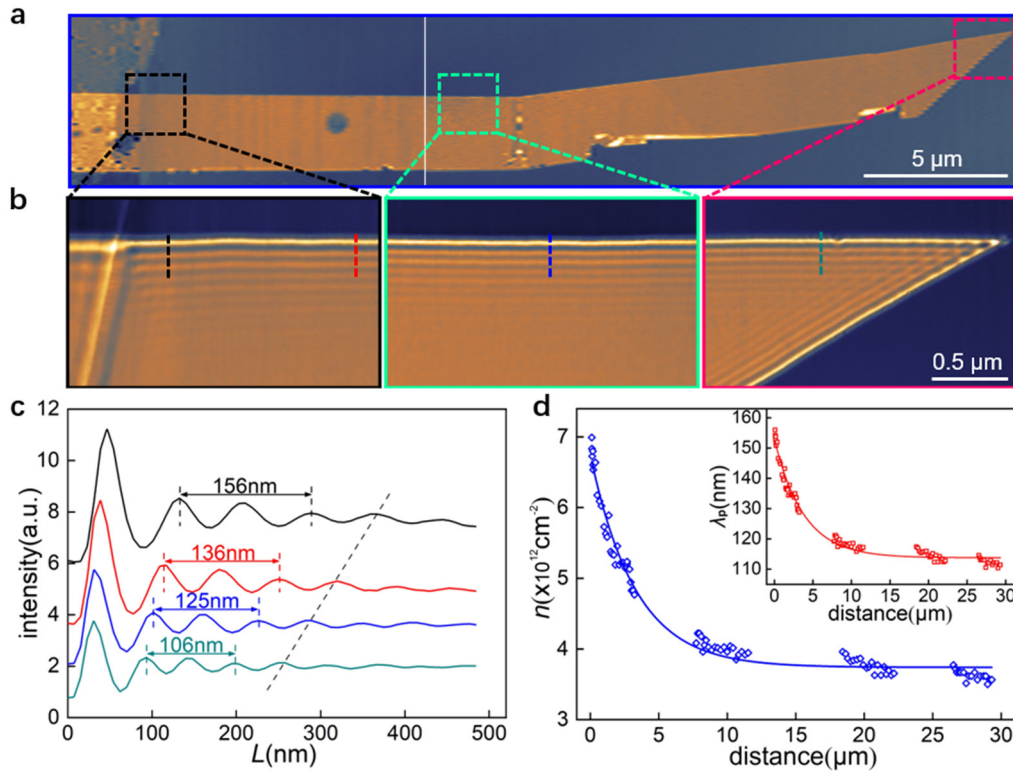 a
5 μm
b
0.5 μm
c
12
10
8
6
4
2
0
intensity(a.u.)
156nm
136nm
125nm
106nm
0 100 200 300 400 500
L(nm)
d
7
6
5
4
3
n(x10¹²cm⁻²)
0 5 10 15 20 25 30
distance(μm)
160
150
140
130
120
110
λₚ(nm)
0 5 10 15 20 25 30
distance(μm)